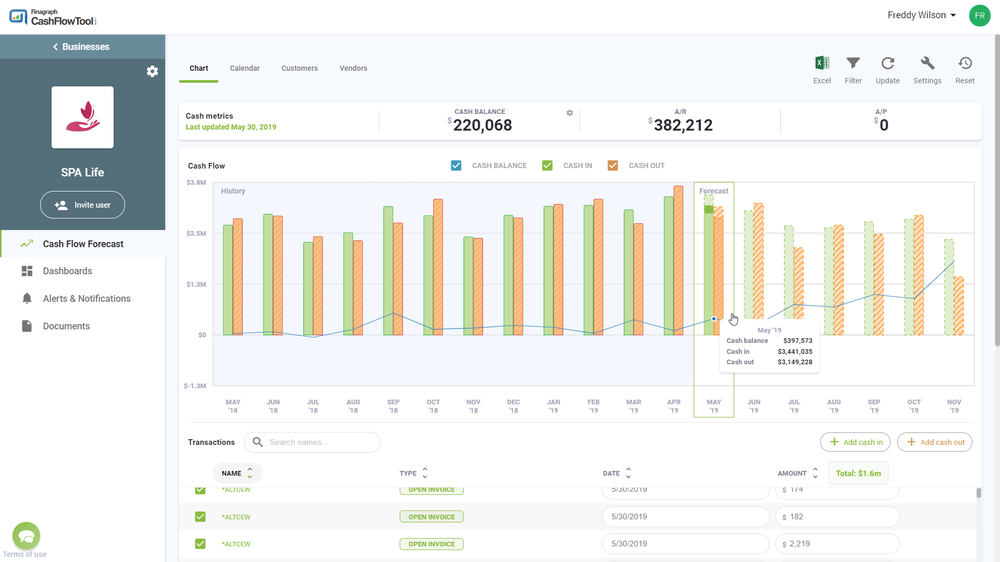 Finagraph
CashFlowTool
Freddy Wilson
FR
Businesses
SPA Life
Invite user
Cash Flow Forecast
Dashboards
Alerts & Notifications
Documents
Terms of use
Chart
Calendar
Customers
Vendors
Excel
Filter
Update
Settings
Reset
Cash metrics
Last updated May 30, 2019
CASH BALANCE
$220,068
A/R
$382,212
A/P
$0
Cash Flow
CASH BALANCE
CASH IN
CASH OUT
$3.8M
$2.5M
$1.3M
$0
$-1.3M
History
Forecast
May '19
Cash balance $397,573
Cash in $3,441,035
Cash out $3,149,228
MAY '18
JUN '18
JUL '18
AUG '18
SEP '18
OCT '18
NOV '18
DEC '18
JAN '19
FEB '19
MAR '19
APR '19
MAY '19
JUN '19
JUL '19
AUG '19
SEP '19
OCT '19
NOV '19
Transactions
Search names...
Add cash in
Add cash out
NAME TYPE DATE AMOUNT Total: $1.6m
*ALTCEW OPEN INVOICE 5/30/2019 $ 174
*ALTCEW OPEN INVOICE 5/30/2019 $ 182
*ALTCEW OPEN INVOICE 5/30/2019 $ 2,219